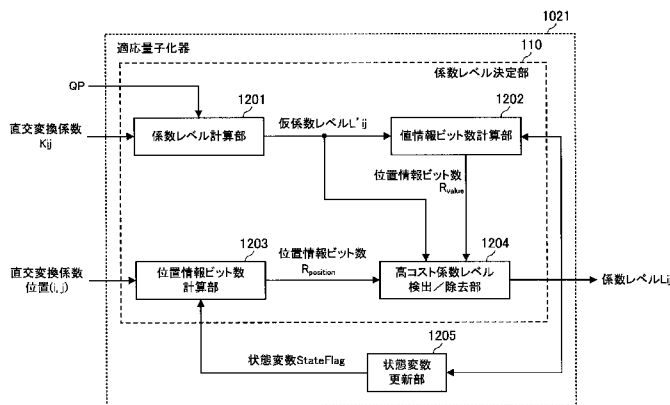 1021
適応量子化器
110
係数レベル決定部
QP
1201
1202
直交変換係数
Kij
係数レベル計算部
仮係数レベルL'ij
値情報ビット数計算部
位置情報ビット数
Rvalue
1203
1204
直交変換係数
位置(i, j)
位置情報ビット数
計算部
位置情報ビット数
Rposition
高コスト係数レベル
検出/除去部
係数レベルLij
1205
状態変数StateFlag
状態変数
更新部